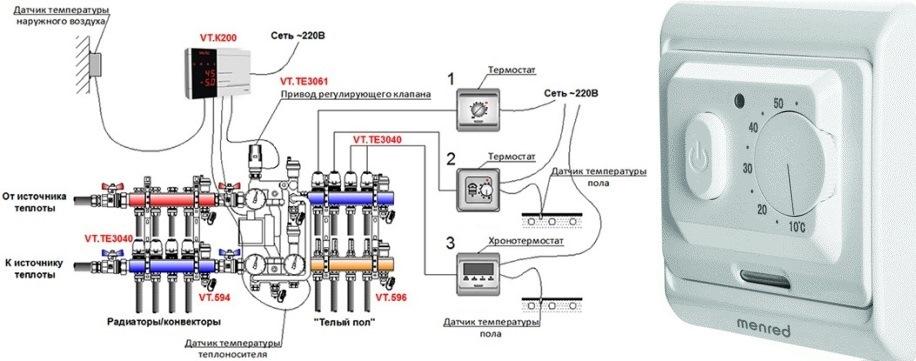 Датчик температуры
наружного воздуха
VT.K200
Сеть ~220В
VT.TE3061
Привод регулирующего клапана
1
Термостат
Сеть ~220В
VT.TE3040
2
Термостат
Датчик температуры
пола
От источника
теплоты
VT.TE3040
К источнику
теплоты
3
Хронотермостат
VT.594
VT.596
Радиаторы/конвекторы
"Телый пол"
Датчик температуры
пола
Датчик температуры
теплоносителя
50
40
30
20
10°C
menred